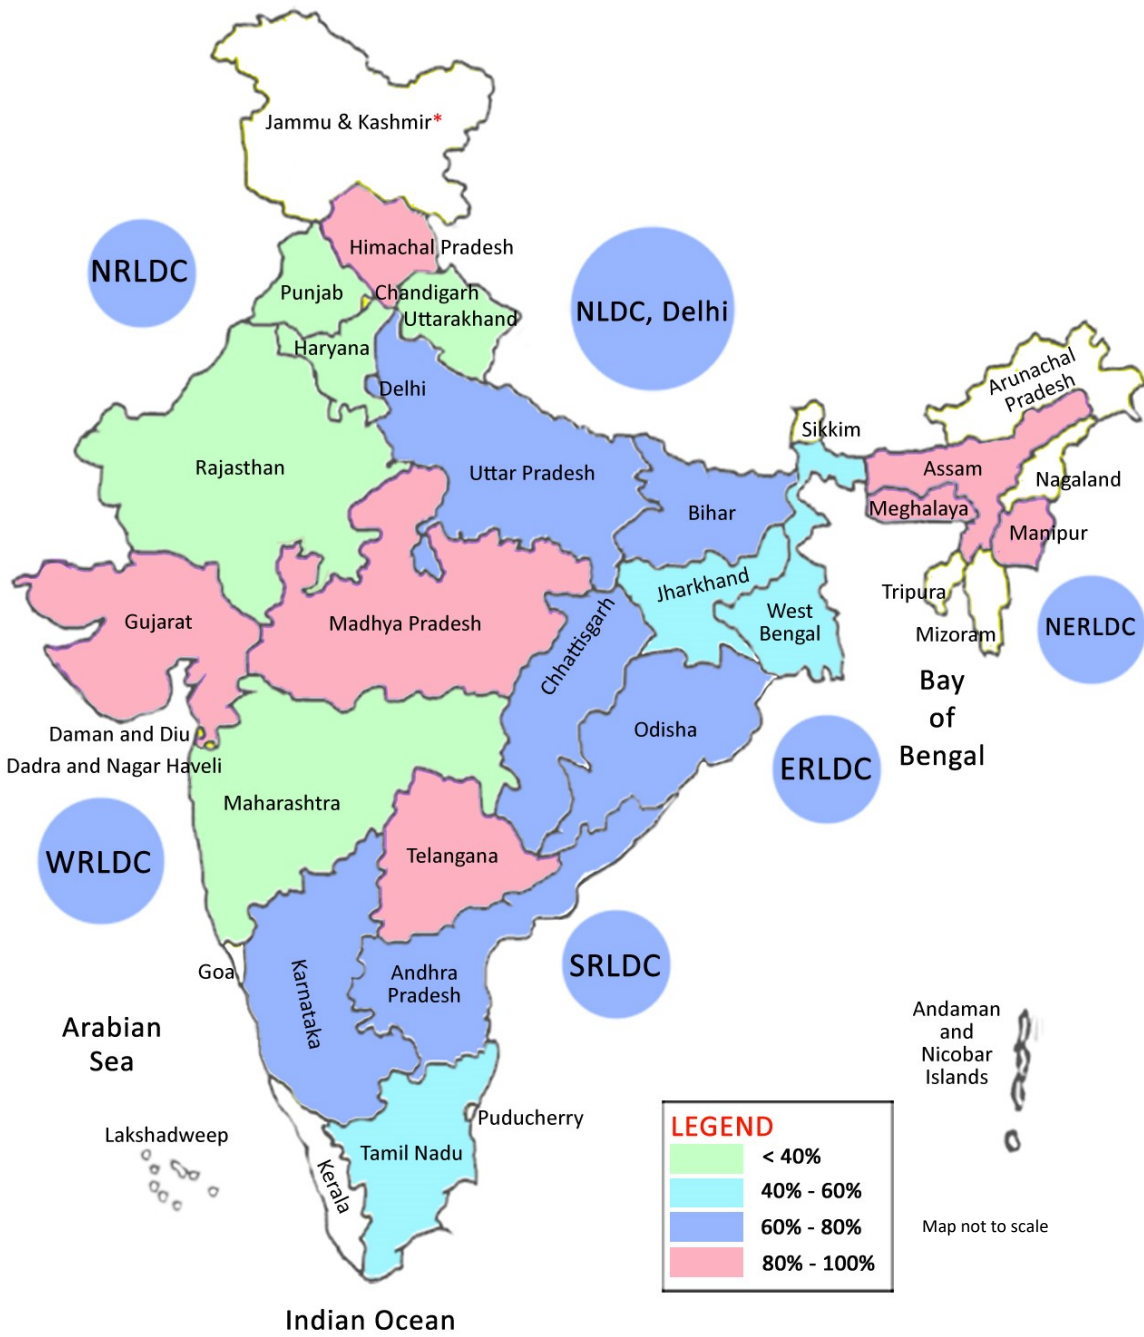 Jammu & Kashmir*
Himachal Pradesh
NRLDC
Punjab
Chandigarh
Uttarakhand
NLDC, Delhi
Haryana
Delhi
Arunachal
Pradesh
Sikkim
Rajasthan
Uttar Pradesh
Assam
Nagaland
Bihar
Meghalaya
Manipur
Jharkhand
Tripura
Gujarat
Madhya Pradesh
Chhattisgarh
West
Bengal
Mizoram
NERLDC
Bay
of
Bengal
Odisha
Daman and Diu
Dadra and Nagar Haveli
ERLDC
Maharashtra
WRLDC
Telangana
SRLDC
Goa
Karnataka
Andhra
Pradesh
Arabian
Sea
Andaman
and
Nicobar
Islands
Puducherry
Lakshadweep
Tamil Nadu
Kerala
LEGEND
< 40%
40% - 60%
60% - 80%
80% - 100%
Map not to scale
Indian Ocean